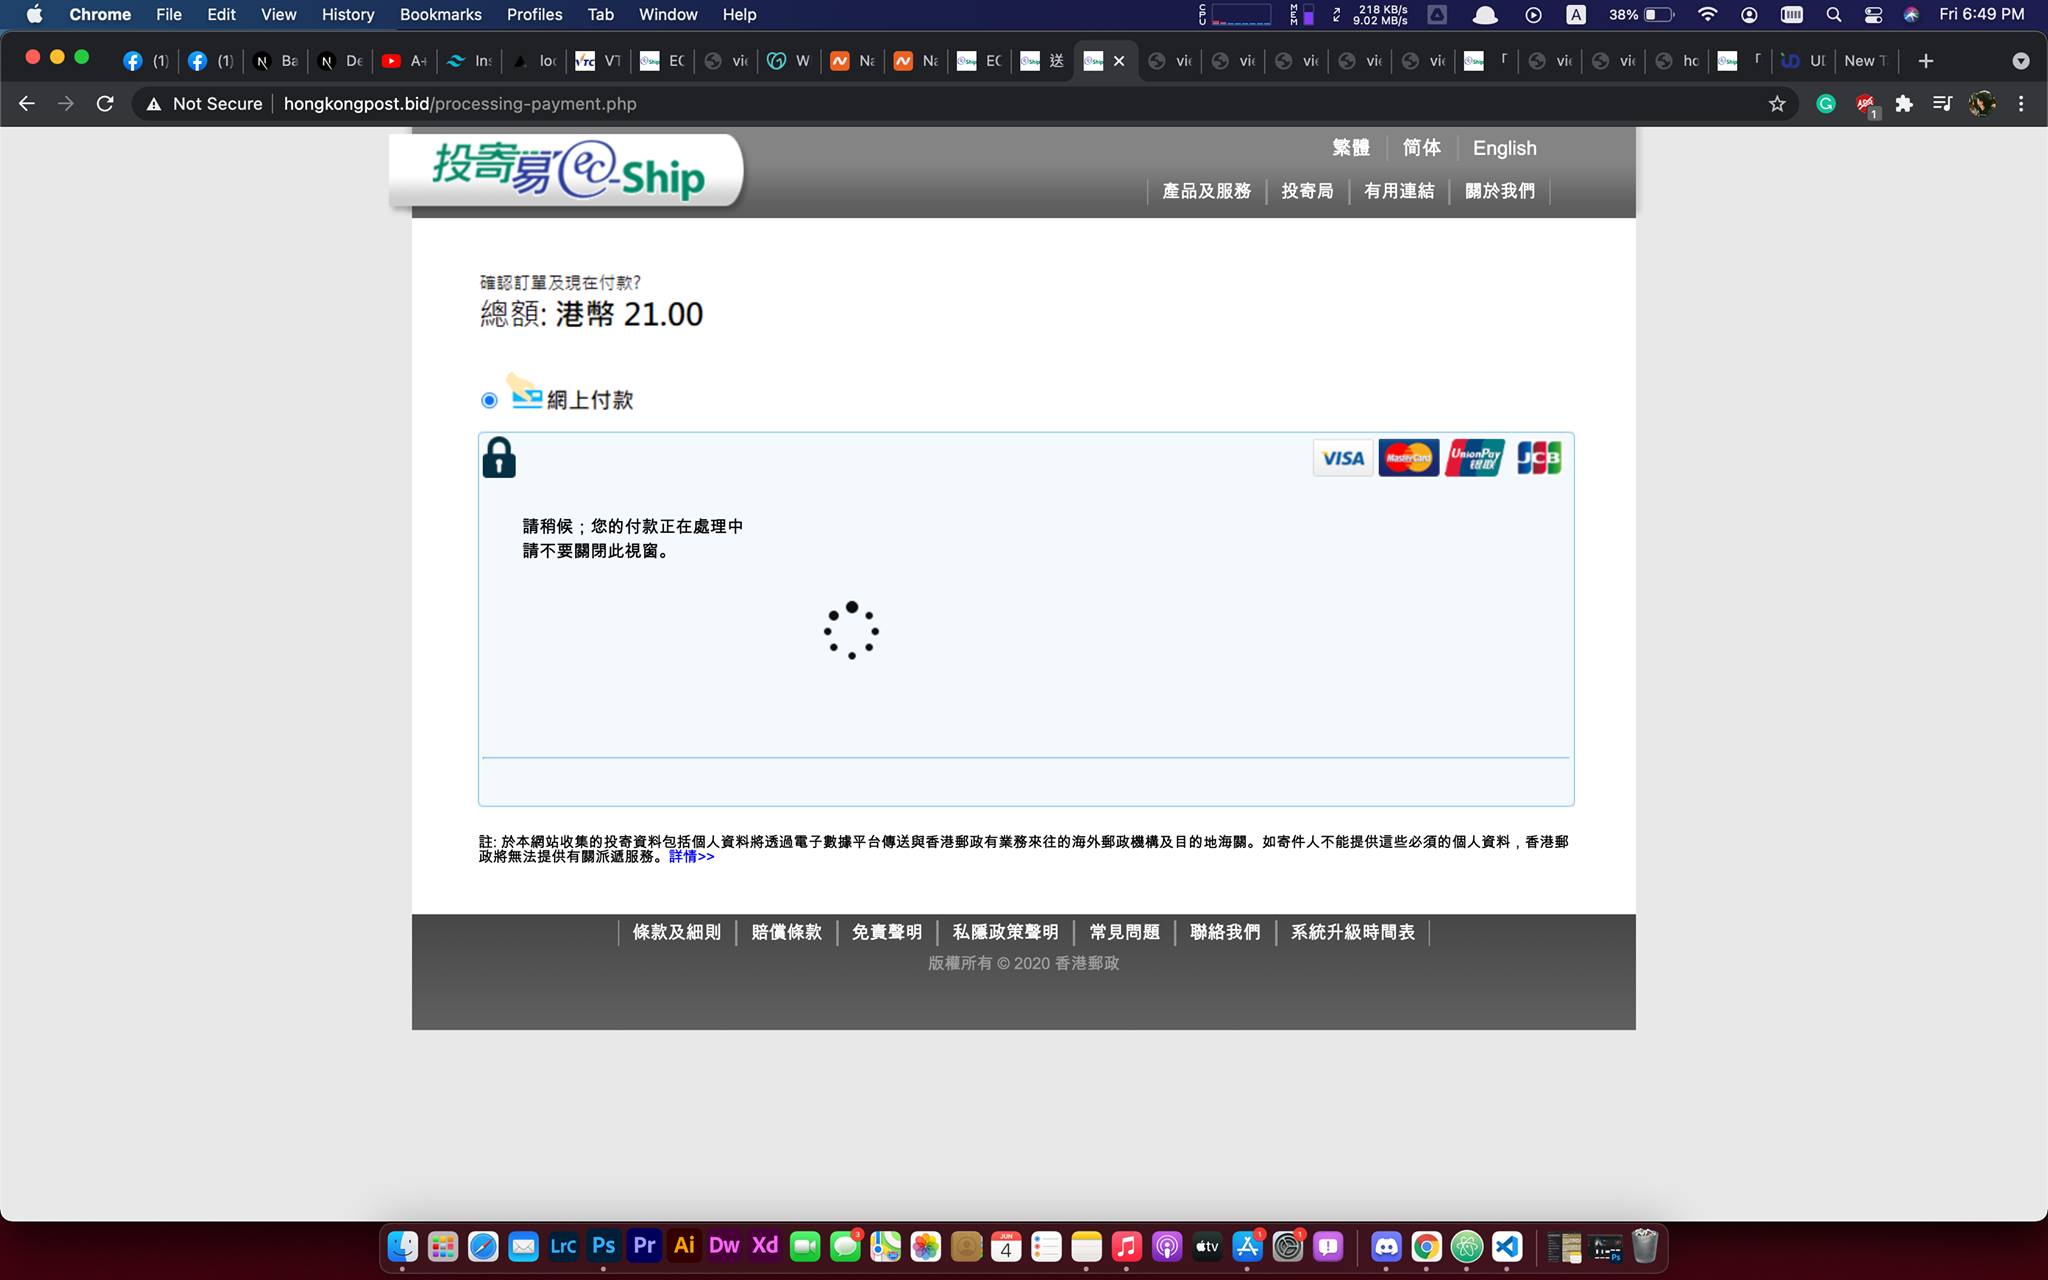 Chrome File Edit View History Bookmarks Profiles Tab Window Help
CPU MEM 218 KB/s 9.02 MB/s A 38% Fri 6:49 PM
(1) (1) Ba De A+ Ins loc VT EC vi W Na Na EC 送 vi vi vi vi vi 「 vi vi ho 「 UI New T
Not Secure hongkongpost.bid/processing-payment.php
1
投寄易 ec-Ship
繁體 简体 English
產品及服務 投寄局 有用連結 關於我們
確認訂單及現在付款?
總額: 港幣 21.00
網上付款
VISA MasterCard UnionPay 银联 JCB
請稍候；您的付款正在處理中
請不要關閉此視窗。
註: 於本網站收集的投寄資料包括個人資料將透過電子數據平台傳送與香港郵政有業務來往的海外郵政機構及目的地海關。如寄件人不能提供這些必須的個人資料，香港郵
政將無法提供有關派遞服務。詳情>>
條款及細則 賠償條款 免責聲明 私隱政策聲明 常見問題 聯絡我們 系統升級時間表
版權所有 © 2020 香港郵政
Lrc Ps Pr Ai Dw Xd 3 JUN 4 tv 1 1